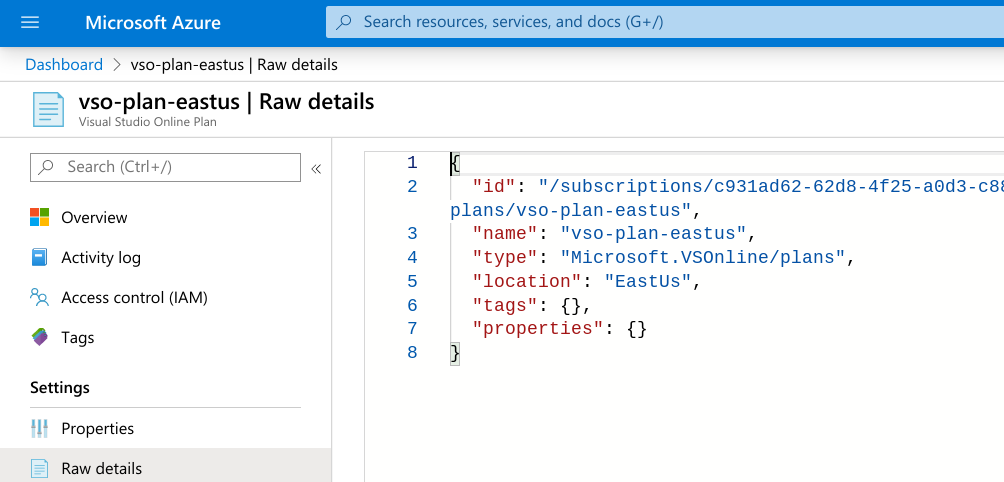 Microsoft Azure
Search resources, services, and docs (G+/)
Dashboard > vso-plan-eastus | Raw details
vso-plan-eastus | Raw details
Visual Studio Online Plan
Search (Ctrl+/)
«
Overview
Activity log
Access control (IAM)
Tags
Settings
Properties
Raw details
1 {
2 "id": "/subscriptions/c931ad62-62d8-4f25-a0d3-c88
plans/vso-plan-eastus",
3 "name": "vso-plan-eastus",
4 "type": "Microsoft.VSOnline/plans",
5 "location": "EastUs",
6 "tags": {},
7 "properties": {}
8 }